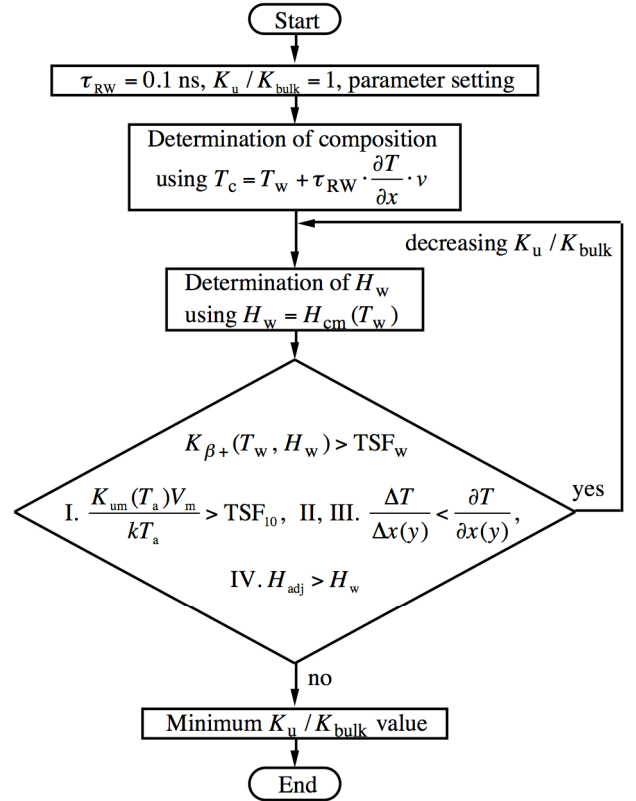 Start
τ_RW = 0.1 ns, K_u / K_bulk = 1, parameter setting
Determination of composition
using T_c = T_w + τ_RW · ∂T/∂x · v
decreasing K_u / K_bulk
Determination of H_w
using H_w = H_cm (T_w)
K_β+ (T_w, H_w) > TSF_w
I. K_um (T_a) V_m / kT_a > TSF_10, II, III. ΔT/Δx(y) < ∂T/∂x(y),
yes
IV. H_adj > H_w
no
Minimum K_u / K_bulk value
End